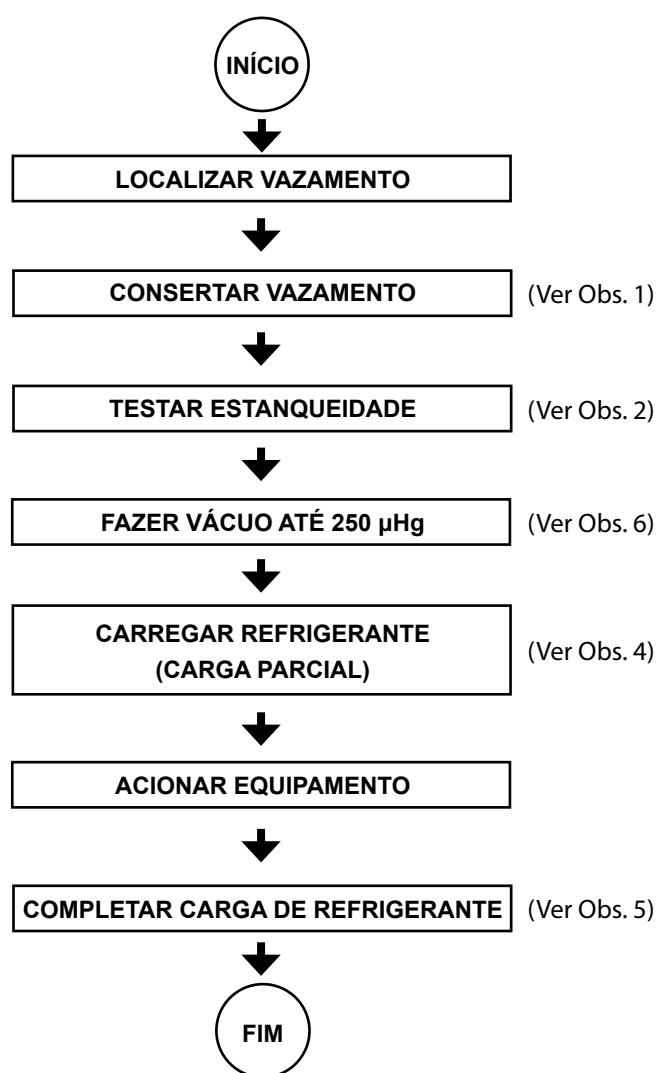 INÍCIO
LOCALIZAR VAZAMENTO
CONSERTAR VAZAMENTO (Ver Obs. 1)
TESTAR ESTANQUEIDADE (Ver Obs. 2)
FAZER VÁCUO ATÉ 250 µHg (Ver Obs. 6)
CARREGAR REFRIGERANTE
(CARGA PARCIAL) (Ver Obs. 4)
ACIONAR EQUIPAMENTO
COMPLETAR CARGA DE REFRIGERANTE (Ver Obs. 5)
FIM